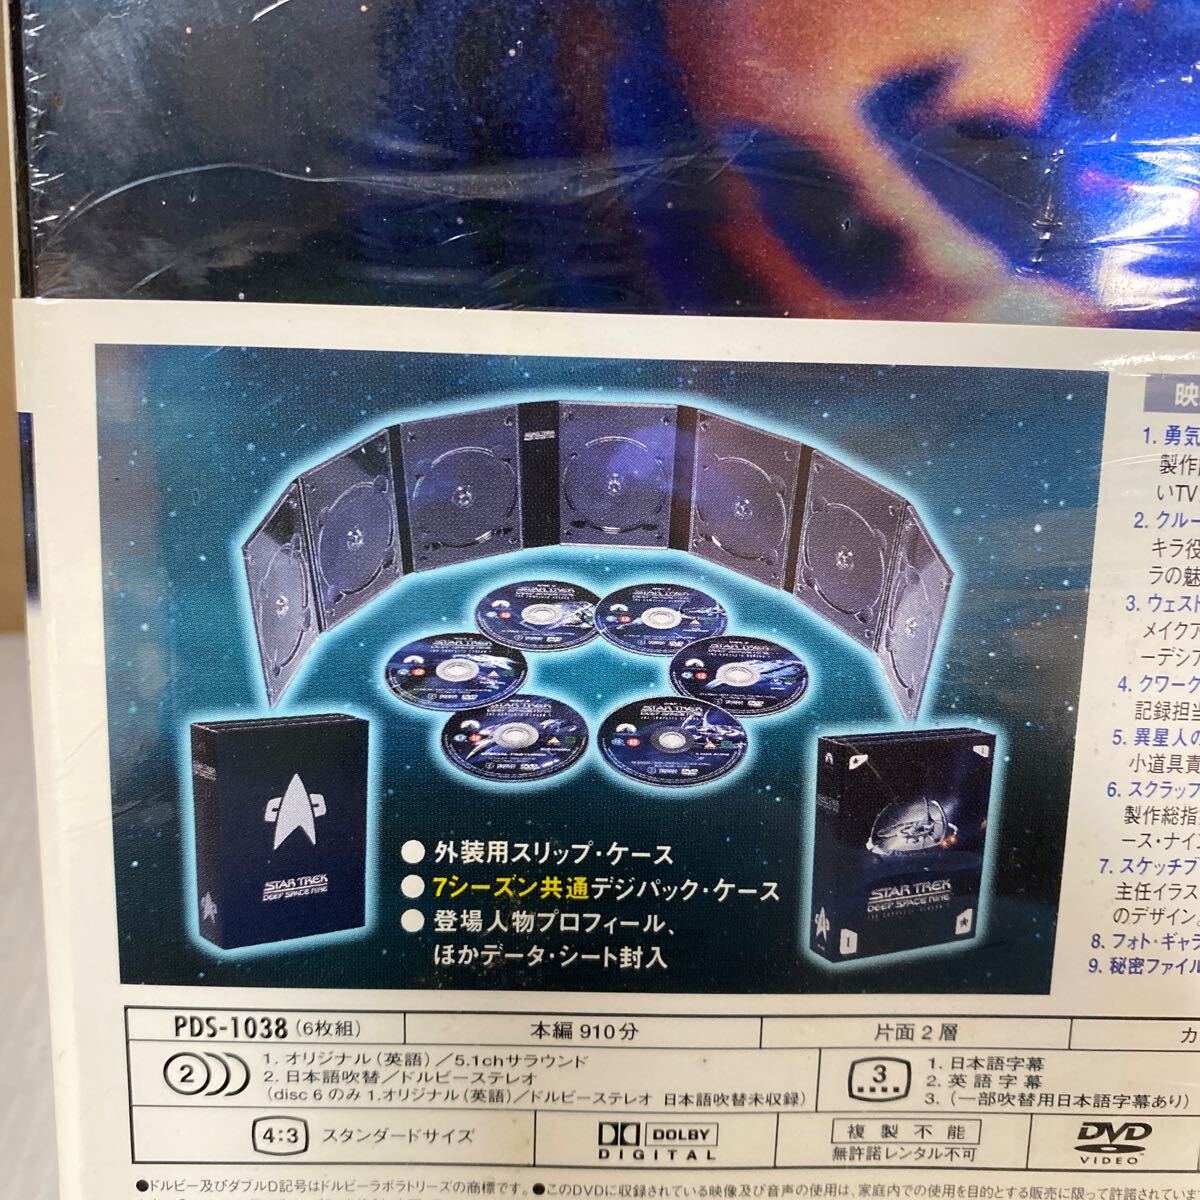 STAR TREK
DEEP SPACE NINE
STAR TREK
DEEP SPACE NINE
1
●外装用スリップ・ケース
●7シーズン共通デジパック・ケース
●登場人物プロフィール、
ほかデータ・シート封入
映
1. 勇気
製作
いTV
2. クルー
キラ役
ラの魅
3. ウェスト
メイクア
ーデシア
4. クワーク
記録担当
5. 異星人の
小道具責
6. スクラップ
製作総指
ース・ナイ
7. スケッチブ
主任イラス
のデザイン
8. フォト・ギャラ
9. 秘密ファイル
PDS-1038(6枚組)
本編 910分
片面2層
カ
2
1. オリジナル(英語)/5.1chサラウンド
2. 日本語吹替/ドルビーステレオ
(disc 6のみ 1.オリジナル(英語)/ドルビーステレオ 日本語吹替未収録)
3
1. 日本語字幕
2. 英語字幕
3. (一部吹替用日本語字幕あり)
4:3 スタンダードサイズ
DOLBY
DIGITAL
複製不能
無許諾レンタル不可
DVD
VIDEO
●ドルビー及びダブルD記号はドルビーラボラトリーズの商標です。●このDVDに収録されている映像及び音声の使用は、家庭内での使用を目的とする販売に限って許諾されていま